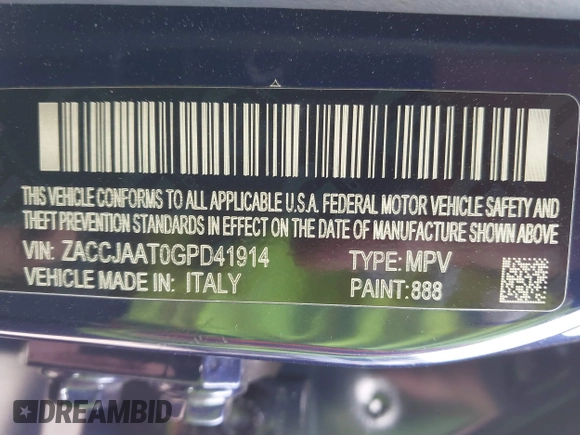 THIS VEHICLE CONFORMS TO ALL APPLICABLE U.S.A. FEDERAL MOTOR VEHICLE SAFETY AND
THEFT PREVENTION STANDARDS IN EFFECT ON THE DATE OF MANUFACTURE SHOWN ABOVE
VIN: ZACCJAAT0GPD41914 TYPE: MPV
VEHICLE MADE IN: ITALY PAINT: 888
DREAMBID